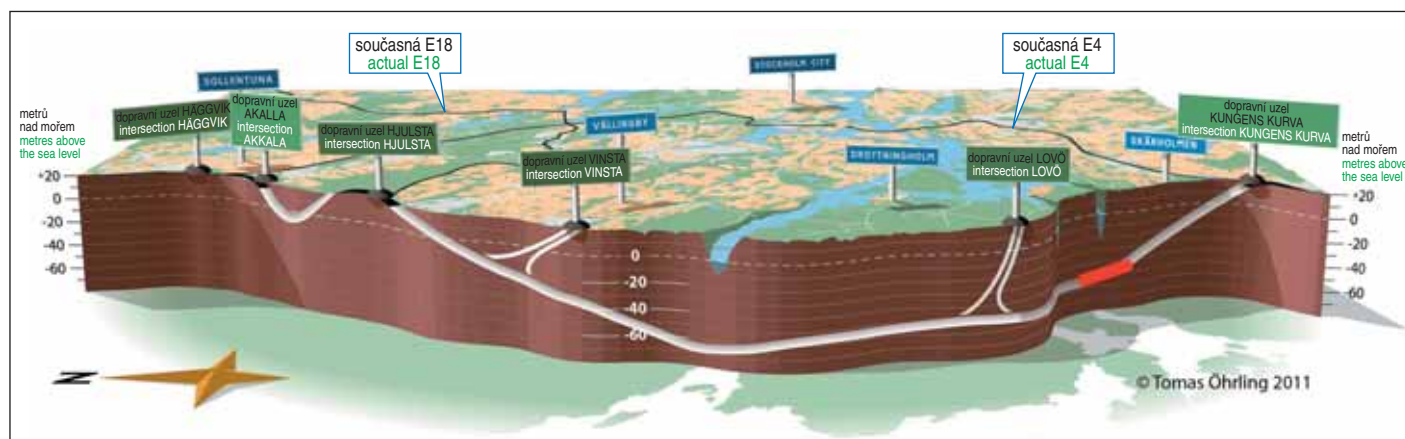 současná E18
actual E18
současná E4
actual E4
SOLLENTUNA
STOCKHOLM CITY
dopravní uzel HÄGGVIK
intersection HÄGGVIK
dopravní uzel
AKALLA
intersection
AKKALA
dopravní uzel HJULSTA
intersection HJULSTA
VÄLLINGBY
dopravní uzel VINSTA
intersection VINSTA
DROTTNINGHOLM
dopravní uzel LOVÖ
intersection LOVÖ
SKÄRHOLMEN
dopravní uzel
KUNGENS KURVA
intersection KUNGENS KURVA
metrů
nad mořem
metres above
the sea level
+20
0
-20
-40
-60
0
-20
-40
-60
metrů
nad mořem
metres above
the sea level
+20
0
-20
-40
-60
N
© Tomas Öhrling 2011